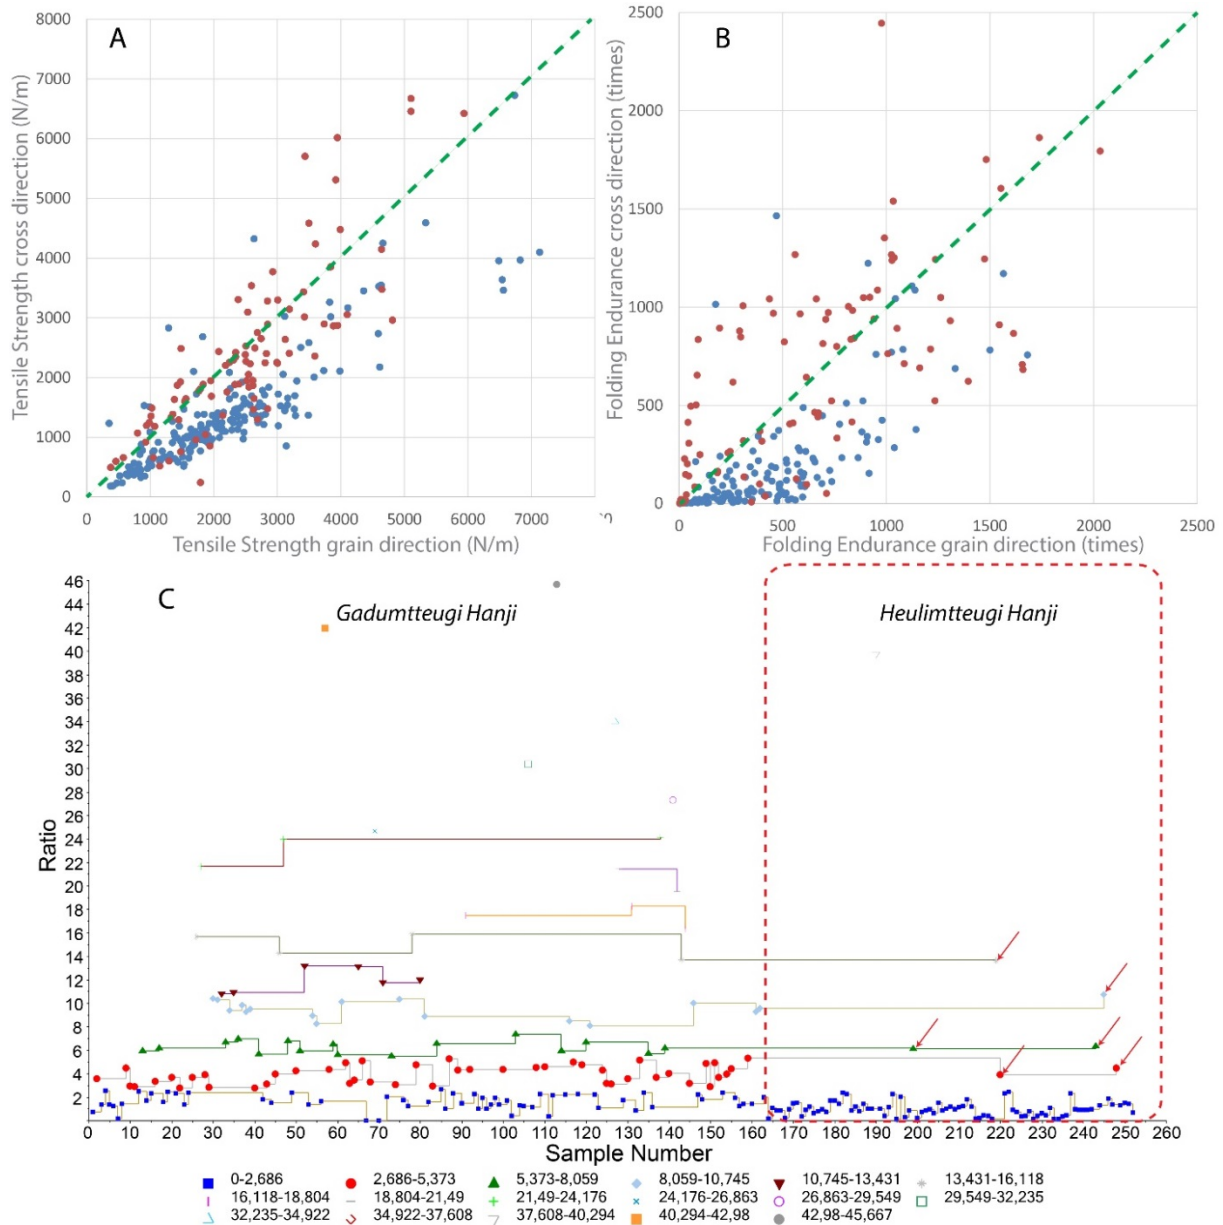 A
8000
7000
6000
5000
4000
3000
2000
1000
0
Tensile Strength cross direction (N/m)
0 1000 2000 3000 4000 5000 6000 7000
Tensile Strength grain direction (N/m)
B
2500
2000
1500
1000
500
0
Folding Endurance cross direction (times)
0 500 1000 1500 2000 2500
Folding Endurance grain direction (times)
C
Gadumtteugi Hanji
Heulimtteugi Hanji
46
44
42
40
38
36
34
32
30
28
26
24
22
20
18
16
14
12
10
8
6
4
2
Ratio
0 10 20 30 40 50 60 70 80 90 100 110 120 130 140 150 160 170 180 190 200 210 220 230 240 250 260
Sample Number
0-2,686 2,686-5,373 5,373-8,059 8,059-10,745 10,745-13,431 13,431-16,118
16,118-18,804 18,804-21,49 21,49-24,176 24,176-26,863 26,863-29,549 29,549-32,235
32,235-34,922 34,922-37,608 37,608-40,294 40,294-42,98 42,98-45,667